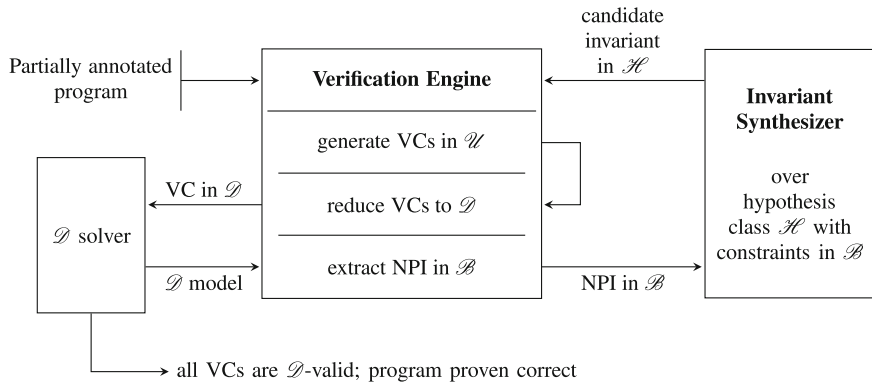 candidate
invariant
in ℋ
Partially annotated
program
Verification Engine
generate VCs in 𝒰
reduce VCs to 𝒟
extract NPI in ℬ
Invariant
Synthesizer
over
hypothesis
class ℋ with
constraints in ℬ
VC in 𝒟
𝒟 solver
𝒟 model
NPI in ℬ
all VCs are 𝒟-valid; program proven correct